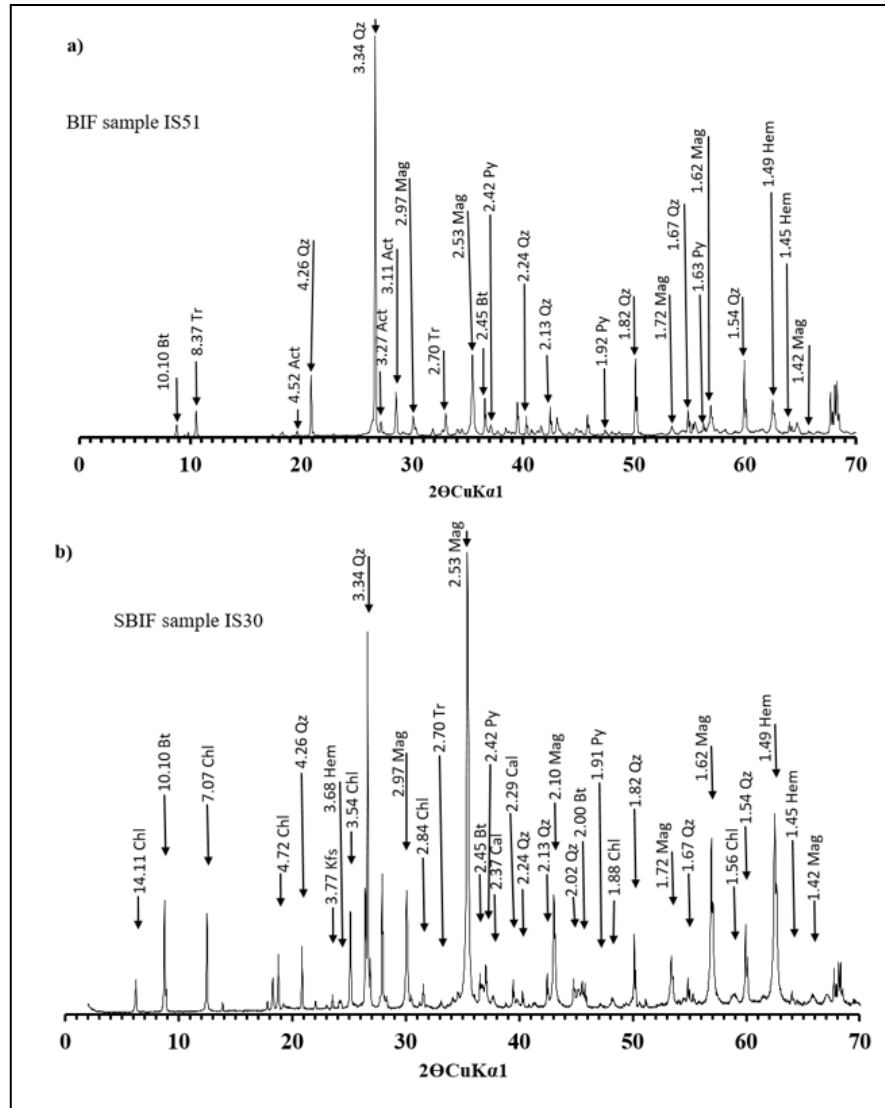 a)
BIF sample IS51
10.10 Bt
8.37 Tr
4.52 Act
4.26 Qz
3.34 Qz
3.27 Act
3.11 Act
2.97 Mag
2.70 Tr
2.53 Mag
2.45 Bt
2.42 Py
2.24 Qz
2.13 Qz
1.92 Py
1.82 Qz
1.72 Mag
1.67 Qz
1.63 Py
1.62 Mag
1.54 Qz
1.49 Hem
1.45 Hem
1.42 Mag
0 10 20 30 40 50 60 70
2ΘCuKα1
b)
SBIF sample IS30
14.11 Chl
10.10 Bt
7.07 Chl
4.72 Chl
4.26 Qz
3.77 Kfs
3.68 Hem
3.54 Chl
3.34 Qz
2.97 Mag
2.84 Chl
2.70 Tr
2.53 Mag
2.45 Bt
2.42 Py
2.37 Cal
2.29 Cal
2.24 Qz
2.13 Qz
2.10 Mag
2.02 Qz
2.00 Bt
1.91 Py
1.88 Chl
1.82 Qz
1.72 Mag
1.67 Qz
1.62 Mag
1.56 Chl
1.54 Qz
1.49 Hem
1.45 Hem
1.42 Mag
0 10 20 30 40 50 60 70
2ΘCuKα1